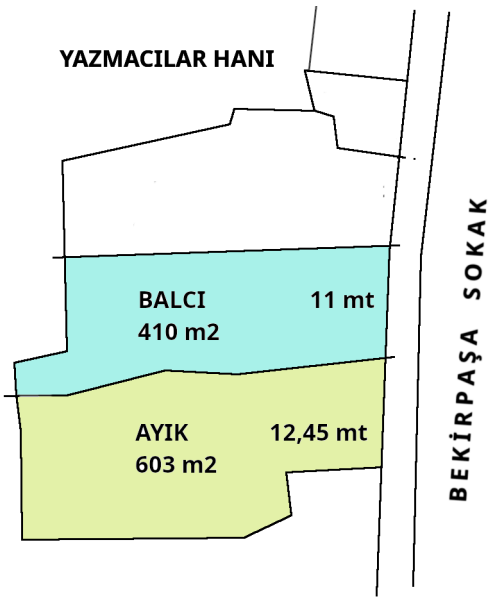 YAZMACILAR HANI
BALCI 11 mt
410 m2
AYIK 12,45 mt
603 m2
BEKİRPAŞA SOKAK